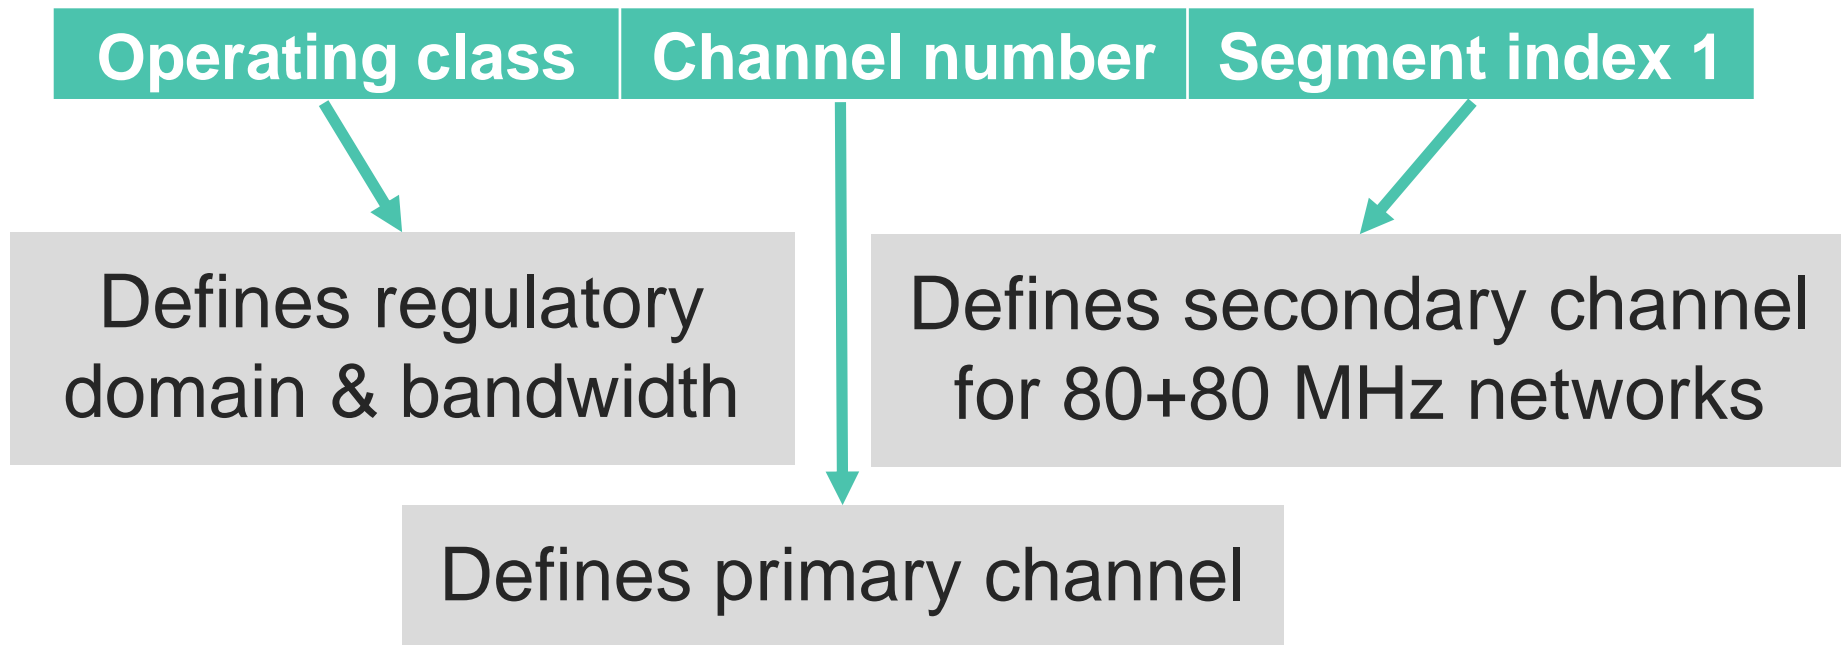 Operating class Channel number Segment index 1
Defines regulatory
domain & bandwidth
Defines secondary channel
for 80+80 MHz networks
Defines primary channel